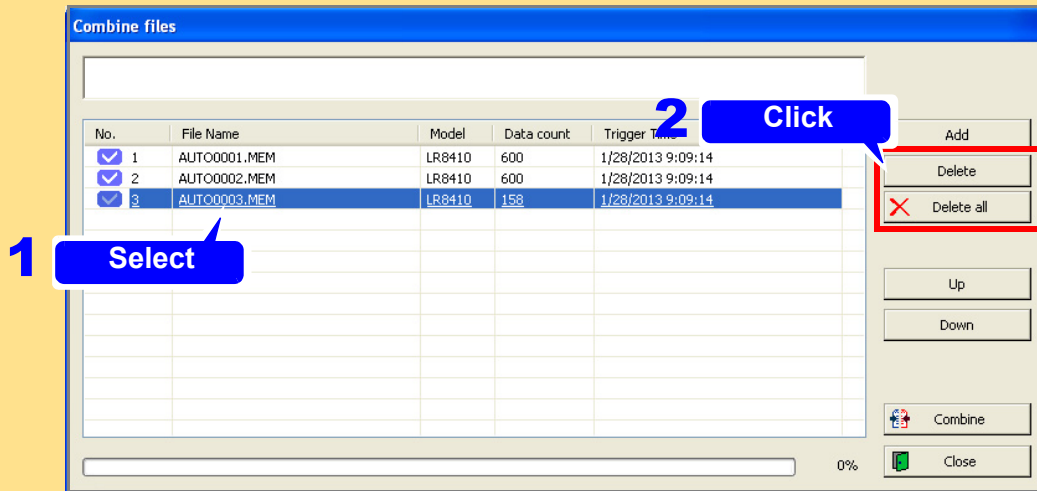 Combine files
2 Click
No. File Name Model Data count Trigger Time Add
1 AUTO0001.MEM LR8410 600 1/28/2013 9:09:14
Delete
2 AUTO0002.MEM LR8410 600 1/28/2013 9:09:14
3 AUTO0003.MEM LR8410 158 1/28/2013 9:09:14
Delete all
1 Select
Up
Down
Combine
0% Close